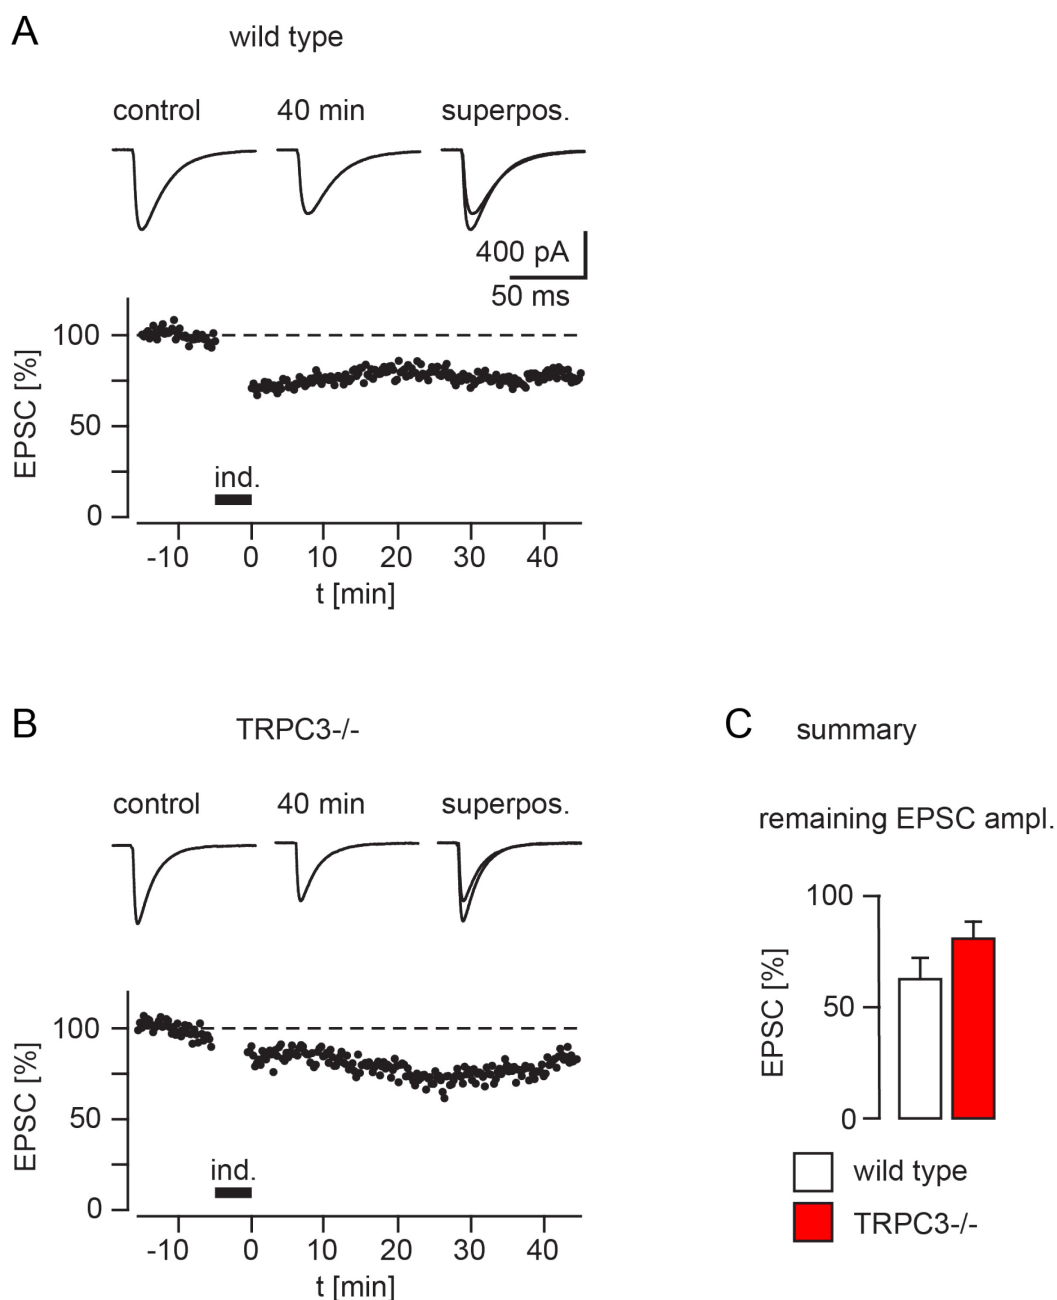 A
wild type
control 40 min superpos.
400 pA
50 ms
EPSC [%]
100
50
0
ind.
-10 0 10 20 30 40
t [min]
B
TRPC3-/-
control 40 min superpos.
EPSC [%]
100
50
0
ind.
-10 0 10 20 30 40
t [min]
C summary
remaining EPSC ampl.
EPSC [%]
100
50
0
wild type
TRPC3-/-